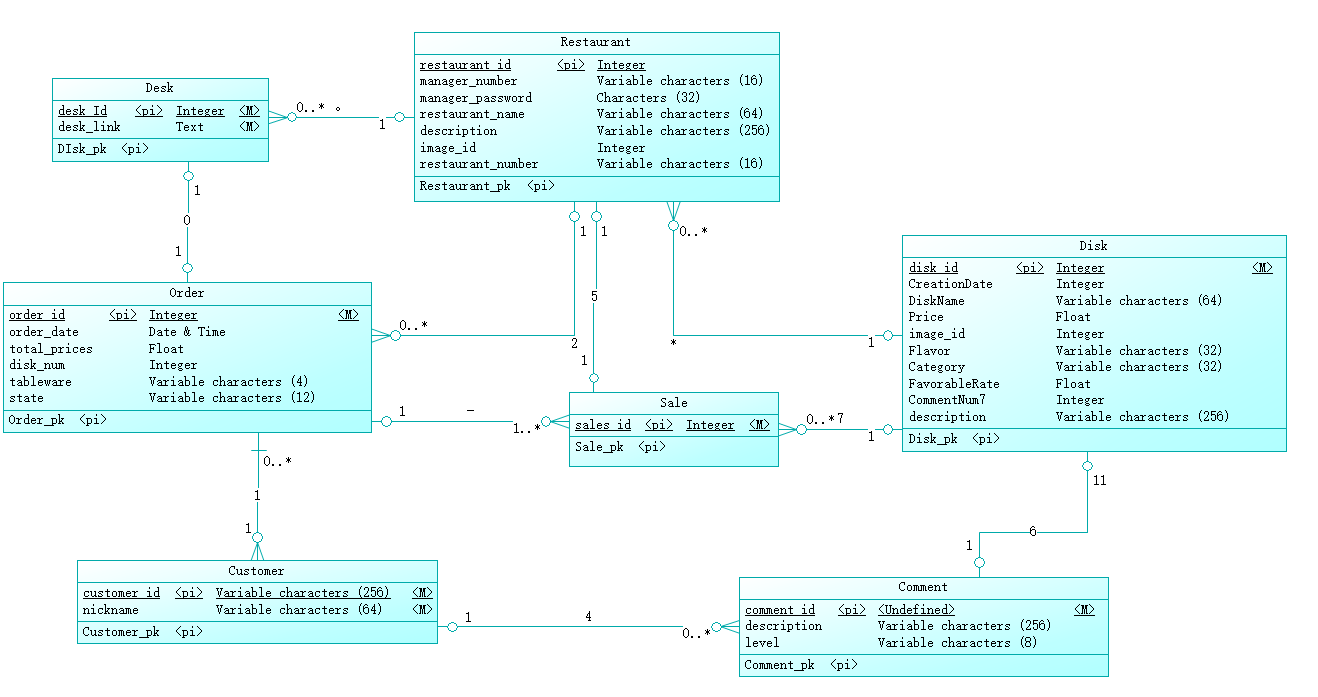 Restaurant
restaurant_id <pi> Integer
manager_number Variable characters (16)
manager_password Characters (32)
restaurant_name Variable characters (64)
description Variable characters (256)
image_id Integer
restaurant_number Variable characters (16)
Restaurant_pk <pi>
Desk
desk_Id <pi> Integer <M>
desk_link Text <M>
DIsk_pk <pi>
0..* 。
1
1
0
1
1
1
0..*
Disk
disk_id <pi> Integer <M>
CreationDate Integer
DiskName Variable characters (64)
Price Float
image_id Integer
Flavor Variable characters (32)
Category Variable characters (32)
FavorableRate Float
CommentNum7 Integer
description Variable characters (256)
Disk_pk <pi>
Order
order_id <pi> Integer <M>
order_date Date & Time
total_prices Float
disk_num Integer
tableware Variable characters (4)
state Variable characters (12)
Order_pk <pi>
5
0..*
2
*
1
1
Sale
sales_id <pi> Integer <M>
Sale_pk <pi>
1
-
1..*
0..*7
1
0..*
1
1
11
6
1
Customer
customer_id <pi> Variable characters (256) <M>
nickname Variable characters (64) <M>
Customer_pk <pi>
1
4
0..*
Comment
comment_id <pi> <Undefined> <M>
description Variable characters (256)
level Variable characters (8)
Comment_pk <pi>